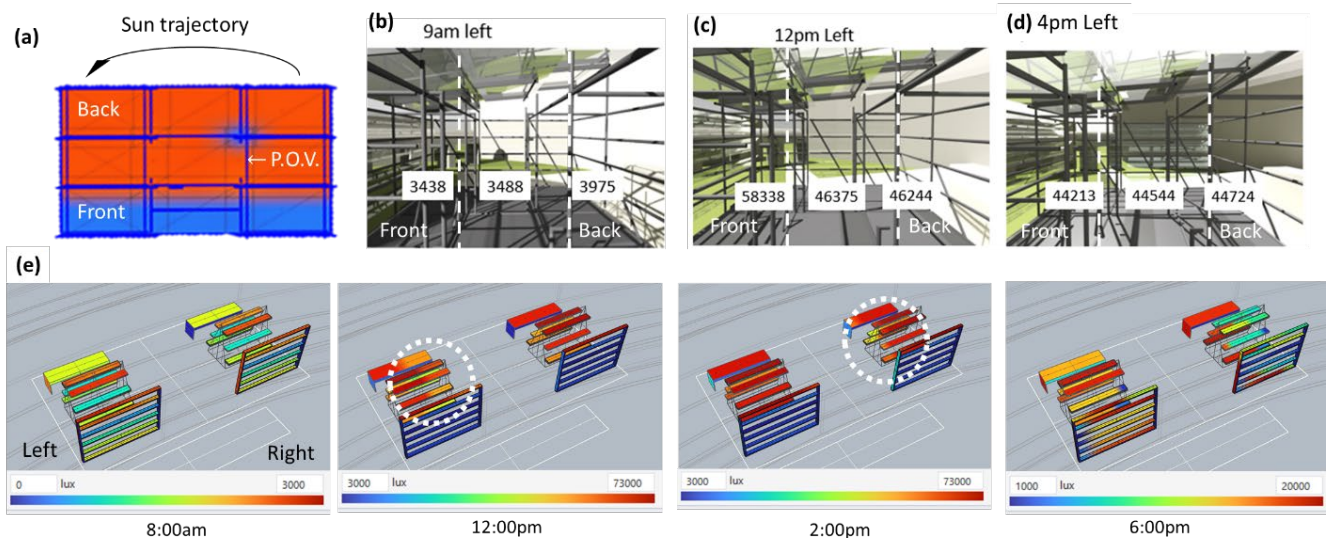 Sun trajectory
(a)
Back
← P.O.V.
Front
(b)
9am left
3438
3488
3975
Front
Back
(c)
12pm Left
58338
46375
46244
Front
Back
(d) 4pm Left
44213
44544
44724
Front
Back
(e)
Left
Right
0 lux 3000
8:00am
3000 lux 73000
12:00pm
3000 lux 73000
2:00pm
1000 lux 20000
6:00pm